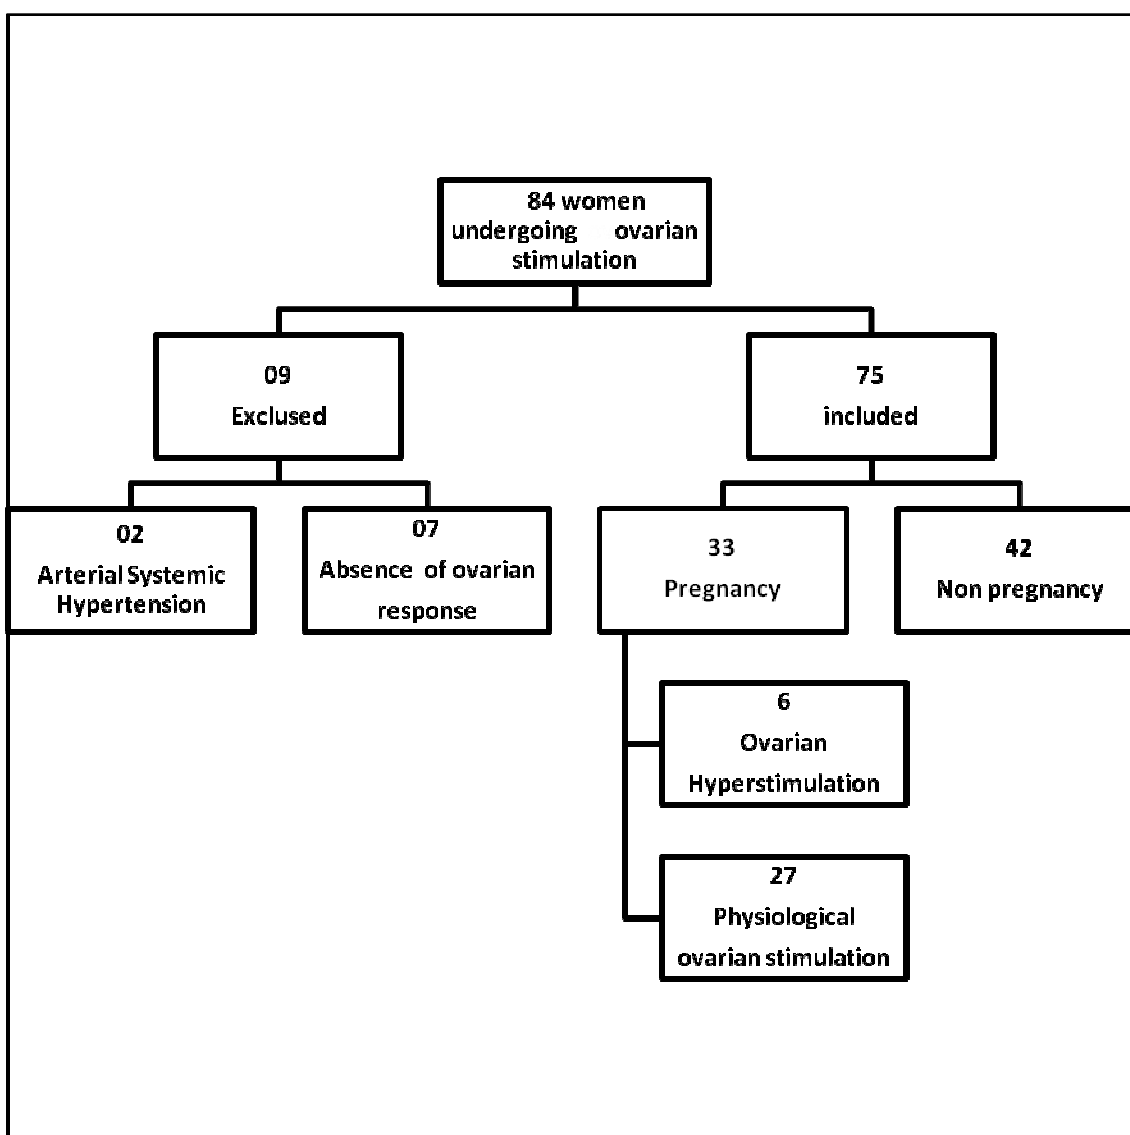 84 women
undergoing ovarian
stimulation
09
Exclused
75
included
02
Arterial Systemic
Hypertension
07
Absence of ovarian
response
33
Pregnancy
42
Non pregnancy
6
Ovarian
Hyperstimulation
27
Physiological
ovarian stimulation